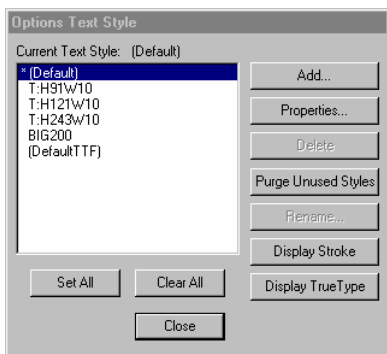 Options Text Style
Current Text Style: (Default)
* (Default)
T:H91W10
T:H121W10
T:H243W10
BIG200
(DefaultTTF)
Add...
Properties...
Delete
Purge Unused Styles
Rename...
Display Stroke
Display TrueType
Set All
Clear All
Close